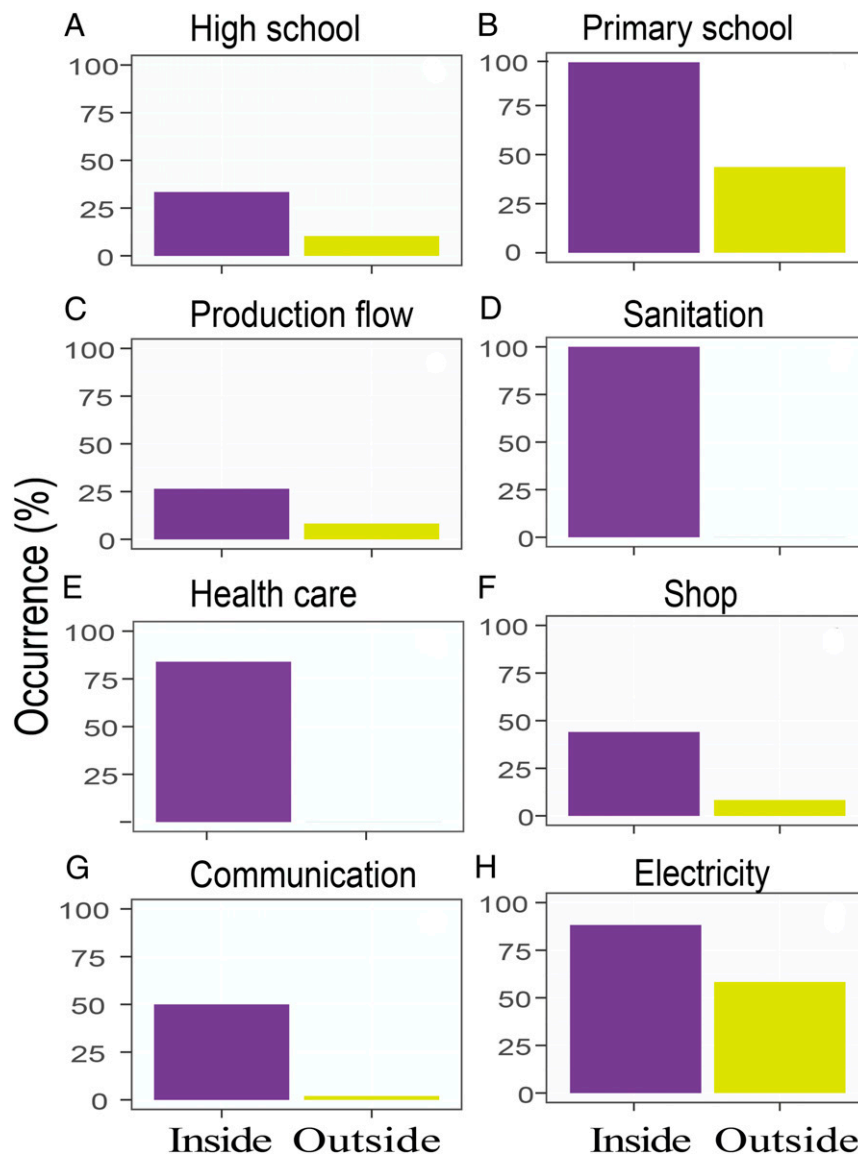 A
High school
100
75
50
25
0
B
Primary school
100
75
50
25
0
C
Production flow
100
75
50
25
0
D
Sanitation
100
75
50
25
0
Occurrence (%)
E
Health care
100
75
50
25
F
Shop
100
75
50
25
0
G
Communication
100
75
50
25
0
Inside Outside
H
Electricity
100
75
50
25
0
Inside Outside